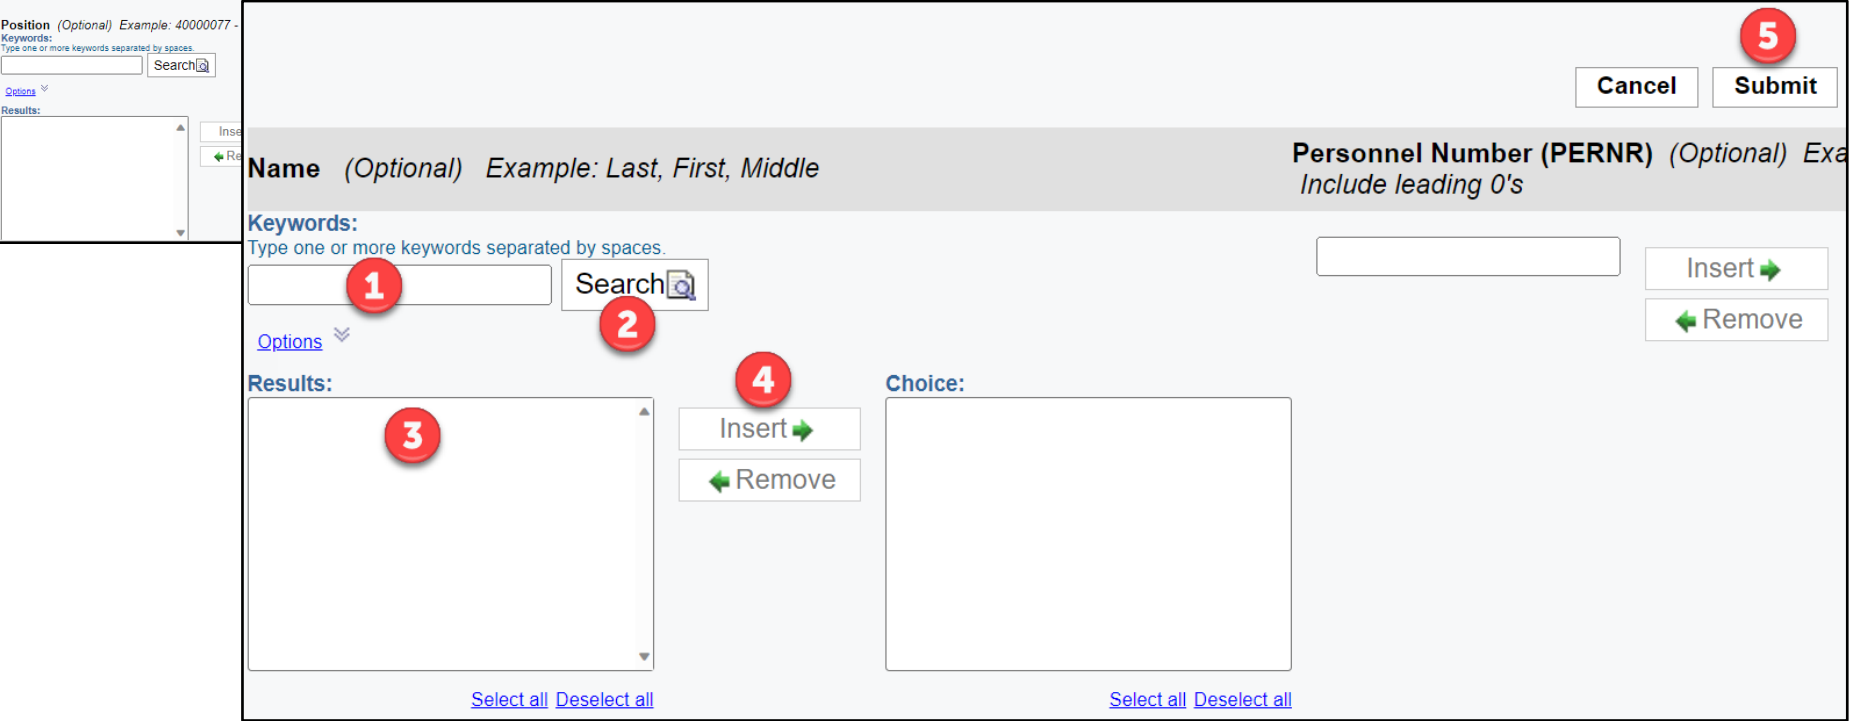 Position (Optional) Example: 40000077 -
Keywords:
Type one or more keywords separated by spaces.
Search
Options
Results:
Inse
Re
5
Cancel Submit
Name (Optional) Example: Last, First, Middle
Personnel Number (PERNR) (Optional) Exa
Include leading 0's
Keywords:
Type one or more keywords separated by spaces.
1
Search
2
Options
Insert
Remove
Results:
3
4
Insert
Remove
Choice:
Select all Deselect all
Select all Deselect all